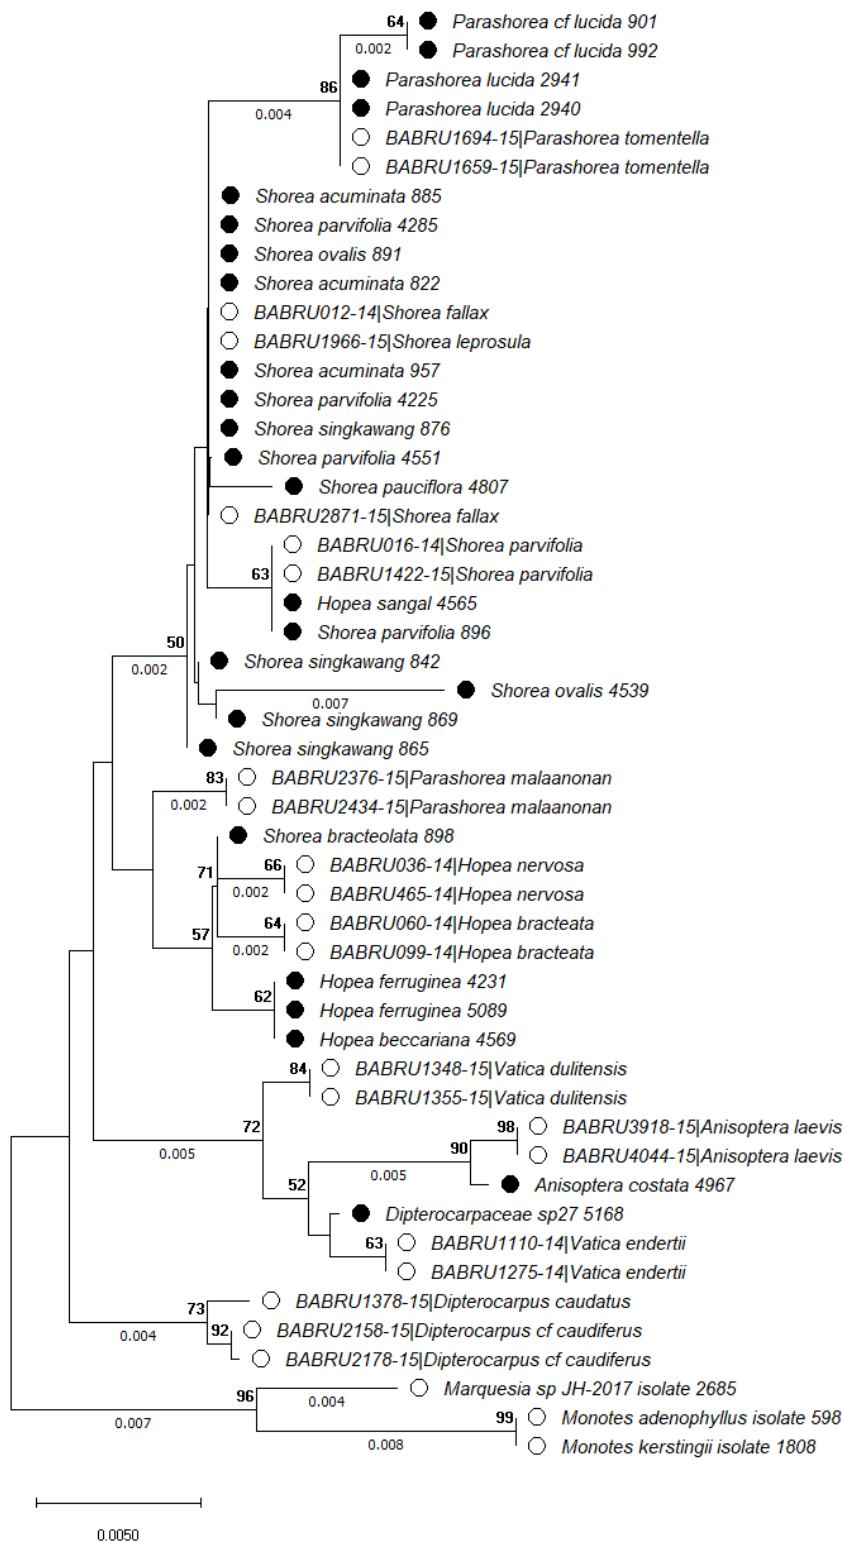 64
Parashorea cf lucida 901
0.002
Parashorea cf lucida 992
86
Parashorea lucida 2941
0.004
Parashorea lucida 2940
BABRU1694-15|Parashorea tomentella
BABRU1659-15|Parashorea tomentella
Shorea acuminata 885
Shorea parvifolia 4285
Shorea ovalis 891
Shorea acuminata 822
BABRU012-14|Shorea fallax
BABRU1966-15|Shorea leprosula
Shorea acuminata 957
Shorea parvifolia 4225
Shorea singkawang 876
Shorea parvifolia 4551
Shorea pauciflora 4807
BABRU2871-15|Shorea fallax
BABRU016-14|Shorea parvifolia
63
BABRU1422-15|Shorea parvifolia
Hopea sangal 4565
Shorea parvifolia 896
50
0.002
Shorea singkawang 842
Shorea ovalis 4539
0.007
Shorea singkawang 869
Shorea singkawang 865
83
BABRU2376-15|Parashorea malaanonan
0.002
BABRU2434-15|Parashorea malaanonan
Shorea bracteolata 898
71
66
BABRU036-14|Hopea nervosa
0.002
BABRU465-14|Hopea nervosa
57
64
BABRU060-14|Hopea bracteata
0.002
BABRU099-14|Hopea bracteata
Hopea ferruginea 4231
62
Hopea ferruginea 5089
Hopea beccariana 4569
84
BABRU1348-15|Vatica dulitensis
BABRU1355-15|Vatica dulitensis
72
0.005
98
BABRU3918-15|Anisoptera laevis
90
BABRU4044-15|Anisoptera laevis
0.005
Anisoptera costata 4967
52
Dipterocarpaceae sp27 5168
63
BABRU1110-14|Vatica endertii
BABRU1275-14|Vatica endertii
73
BABRU1378-15|Dipterocarpus caudatus
0.004
92
BABRU2158-15|Dipterocarpus cf caudiferus
BABRU2178-15|Dipterocarpus cf caudiferus
96
Marquesia sp JH-2017 isolate 2685
0.004
0.007
99
Monotes adenophyllus isolate 598
0.008
Monotes kerstingii isolate 1808
0.0050